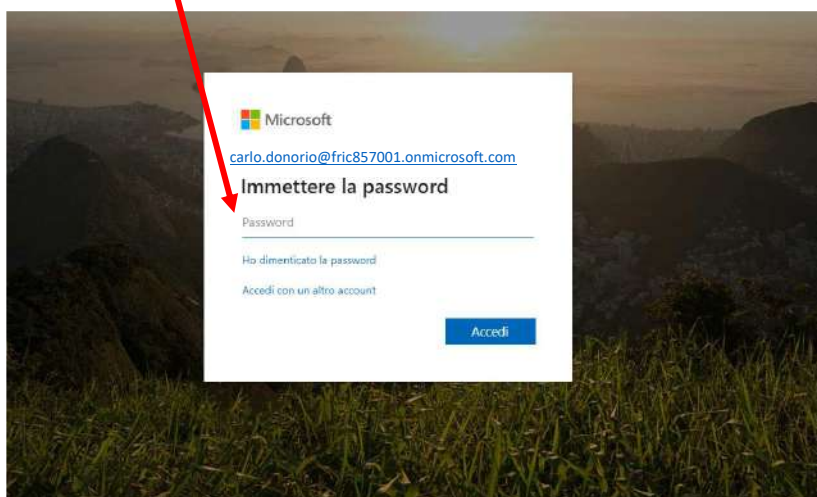 Microsoft
carlo.donorio@fric857001.onmicrosoft.com
Immettere la password
Password
Ho dimenticato la password
Accedi con un altro account
Accedi